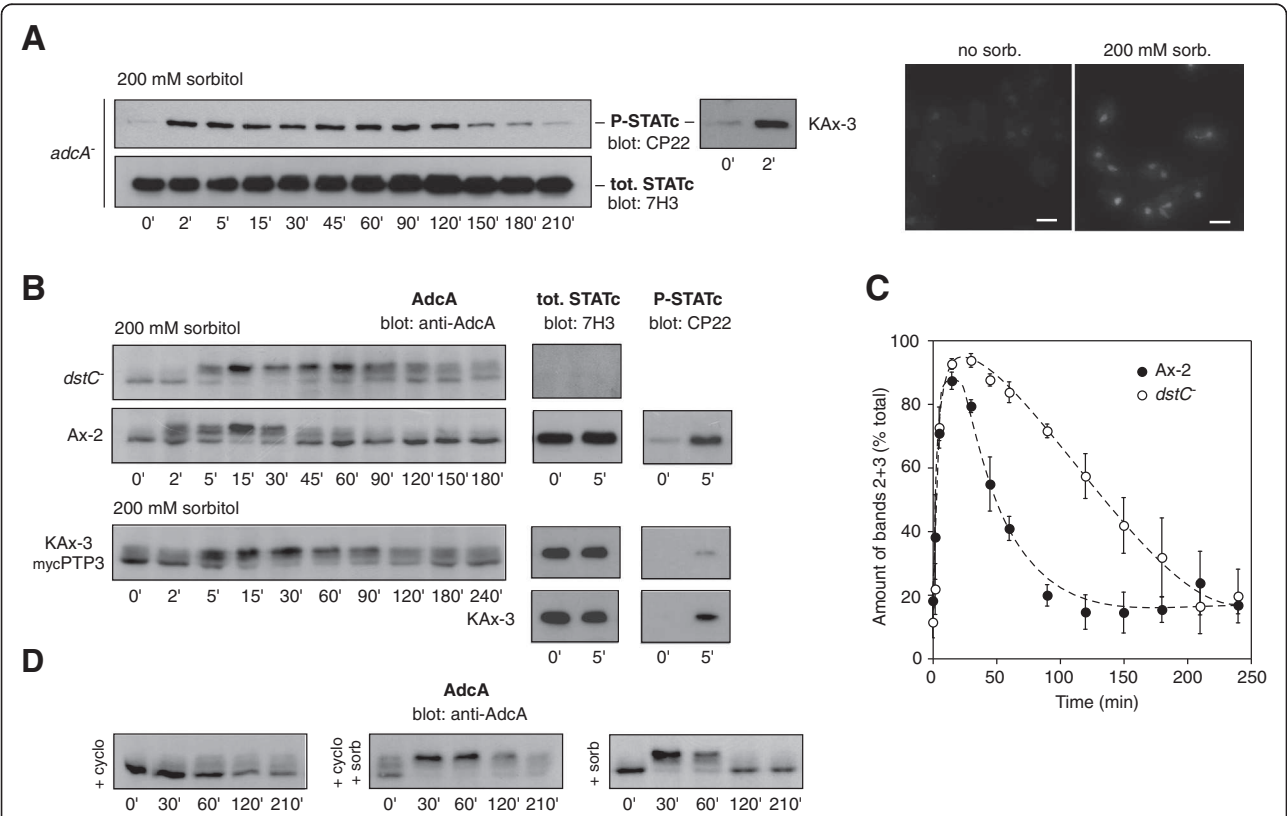 A
200 mM sorbitol
no sorb. 200 mM sorb.
adcA-
P-STATc
blot: CP22
KAx-3
0' 2'
tot. STATc
blot: 7H3
0' 2' 5' 15' 30' 45' 60' 90' 120' 150' 180' 210'
B
AdcA tot. STATc P-STATc
200 mM sorbitol blot: anti-AdcA blot: 7H3 blot: CP22
dstC-
Ax-2
0' 2' 5' 15' 30' 45' 60' 90' 120' 150' 180' 0' 5' 0' 5'
200 mM sorbitol
KAx-3
mycPTP3
0' 2' 5' 15' 30' 60' 90' 120' 180' 240'
KAx-3
0' 5' 0' 5'
C
Amount of bands 2+3 (% total)
100
80
60
40
20
0
Ax-2
dstC-
0 50 100 150 200 250
Time (min)
D
AdcA
blot: anti-AdcA
+ cyclo
0' 30' 60' 120' 210'
+ cyclo
+ sorb
0' 30' 60' 120' 210'
+ sorb
0' 30' 60' 120' 210'